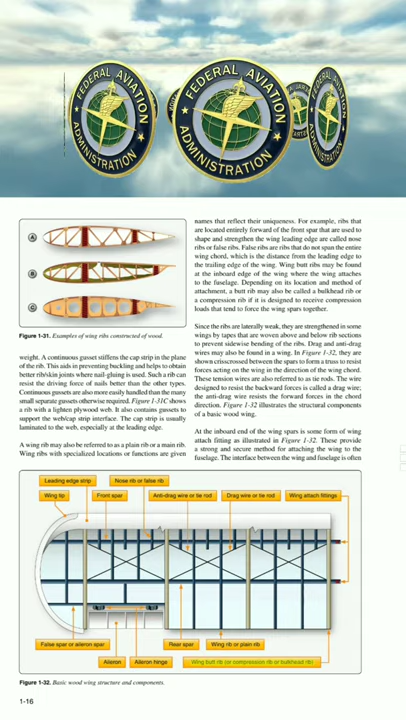 FEDERAL AVIATION
ADMINISTRATION
FEDERAL AVIATION
ADMINISTRATION
A
B
C
Figure 1-31. Examples of wing ribs constructed of wood.
weight. A continuous gusset stiffens the cap strip in the plane
of the rib. This aids in preventing buckling and helps to obtain
better rib/skin joints where nail-gluing is used. Such a rib can
resist the driving force of nails better than the other types.
Continuous gussets are also more easily handled than the many
small separate gussets otherwise required. Figure 1-31C shows
a rib with a lighten plywood web. It also contains gussets to
support the web/cap strip interface. The cap strip is usually
laminated to the web, especially at the leading edge.
A wing rib may also be referred to as a plain rib or a main rib.
Wing ribs with specialized locations or functions are given
names that reflect their uniqueness. For example, ribs that
are located entirely forward of the front spar that are used to
shape and strengthen the wing leading edge are called nose
ribs or false ribs. False ribs are ribs that do not span the entire
wing chord, which is the distance from the leading edge to
the trailing edge of the wing. Wing butt ribs may be found
at the inboard edge of the wing where the wing attaches
to the fuselage. Depending on its location and method of
attachment, a butt rib may also be called a bulkhead rib or
a compression rib if it is designed to receive compression
loads that tend to force the wing spars together.
Since the ribs are laterally weak, they are strengthened in some
wings by tapes that are woven above and below rib sections
to prevent sidewise bending of the ribs. Drag and anti-drag
wires may also be found in a wing. In Figure 1-32, they are
shown crisscrossed between the spars to form a truss to resist
forces acting on the wing in the direction of the wing chord.
These tension wires are also referred to as tie rods. The wire
designed to resist the backward forces is called a drag wire;
the anti-drag wire resists the forward forces in the chord
direction. Figure 1-32 illustrates the structural components
of a basic wood wing.
At the inboard end of the wing spars is some form of wing
attach fitting as illustrated in Figure 1-32. These provide
a strong and secure method for attaching the wing to the
fuselage. The interface between the wing and fuselage is often
Leading edge strip
Nose rib or false rib
Wing tip
Front spar
Anti-drag wire or tie rod
Drag wire or tie rod
Wing attach fittings
False spar or aileron spar
Rear spar
Wing rib or plain rib
Aileron
Aileron hinge
Wing butt rib (or compression rib or bulkhead rib)
Figure 1-32. Basic wood wing structure and components.
1-16